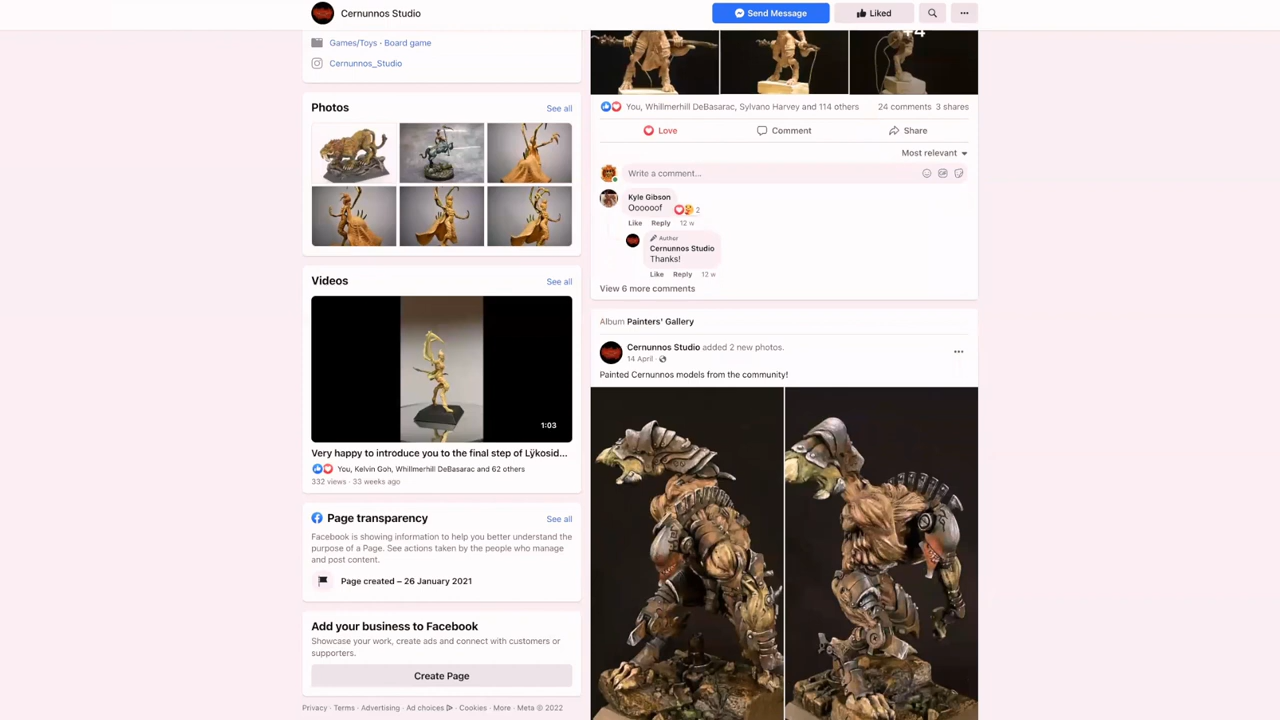 Cernunnos Studio
Send Message
Liked
Games/Toys · Board game
Cernunnos_Studio
Photos
See all
Videos
See all
1:03
Very happy to introduce you to the final step of Lÿkosid...
You, Kelvin Goh, Whillmerhill DeBasarac and 62 others
332 views · 33 weeks ago
Page transparency
See all
Facebook is showing information to help you better understand the
purpose of a Page. See actions taken by the people who manage
and post content.
Page created – 26 January 2021
Add your business to Facebook
Showcase your work, create ads and connect with customers or
supporters.
Create Page
Privacy · Terms · Advertising · Ad choices · Cookies · More · Meta © 2022
+4
You, Whillmerhill DeBasarac, Sylvano Harvey and 114 others
24 comments 3 shares
Love
Comment
Share
Most relevant
Write a comment...
Kyle Gibson
Oooooof
2
Like Reply 12 w
Author
Cernunnos Studio
Thanks!
Like Reply 12 w
View 6 more comments
Album Painters' Gallery
Cernunnos Studio added 2 new photos.
14 April ·
Painted Cernunnos models from the community!